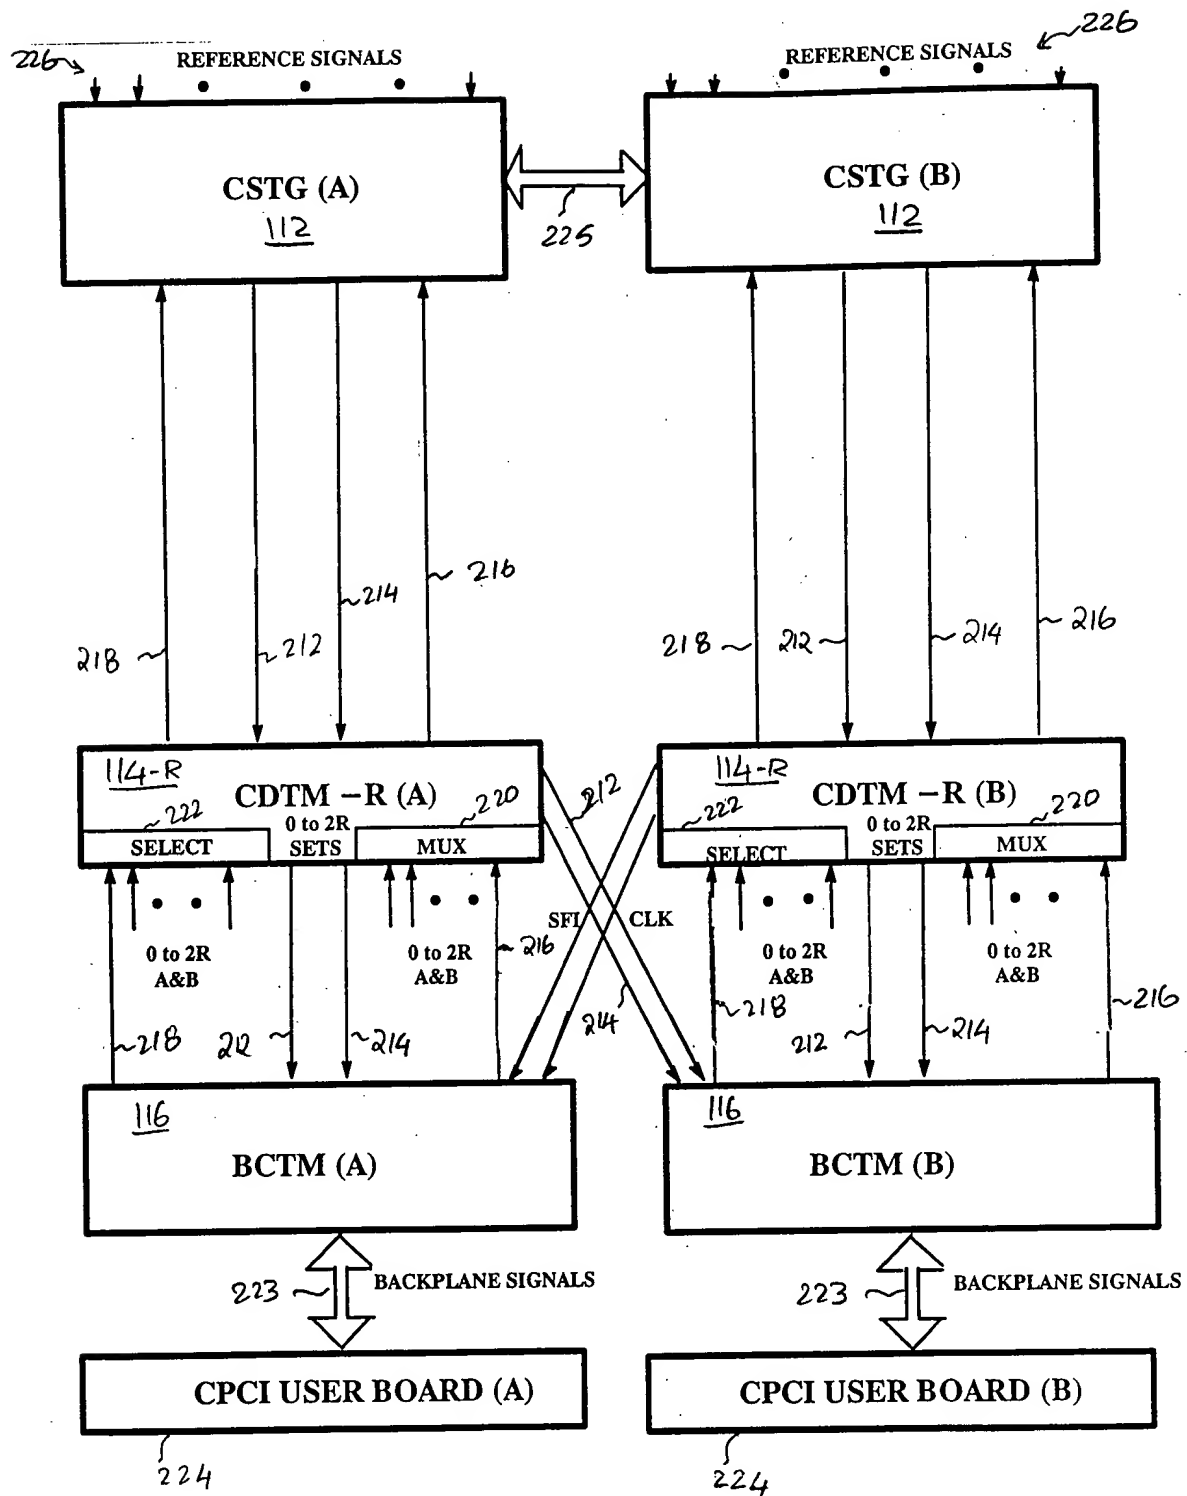 226
REFERENCE SIGNALS
REFERENCE SIGNALS
226
CSTG (A)
112
225
CSTG (B)
112
218
212
214
216
218
212
214
216
114-R
CDTM –R (A)
222
220
0 to 2R
SETS
SELECT
MUX
212
114-R
CDTM –R (B)
222
220
0 to 2R
SETS
SELECT
MUX
SFI
CLK
0 to 2R
A&B
0 to 2R
A&B
216
0 to 2R
A&B
0 to 2R
A&B
218
212
214
214
218
212
214
216
116
BCTM (A)
116
BCTM (B)
223
BACKPLANE SIGNALS
223
BACKPLANE SIGNALS
CPCI USER BOARD (A)
CPCI USER BOARD (B)
224
224